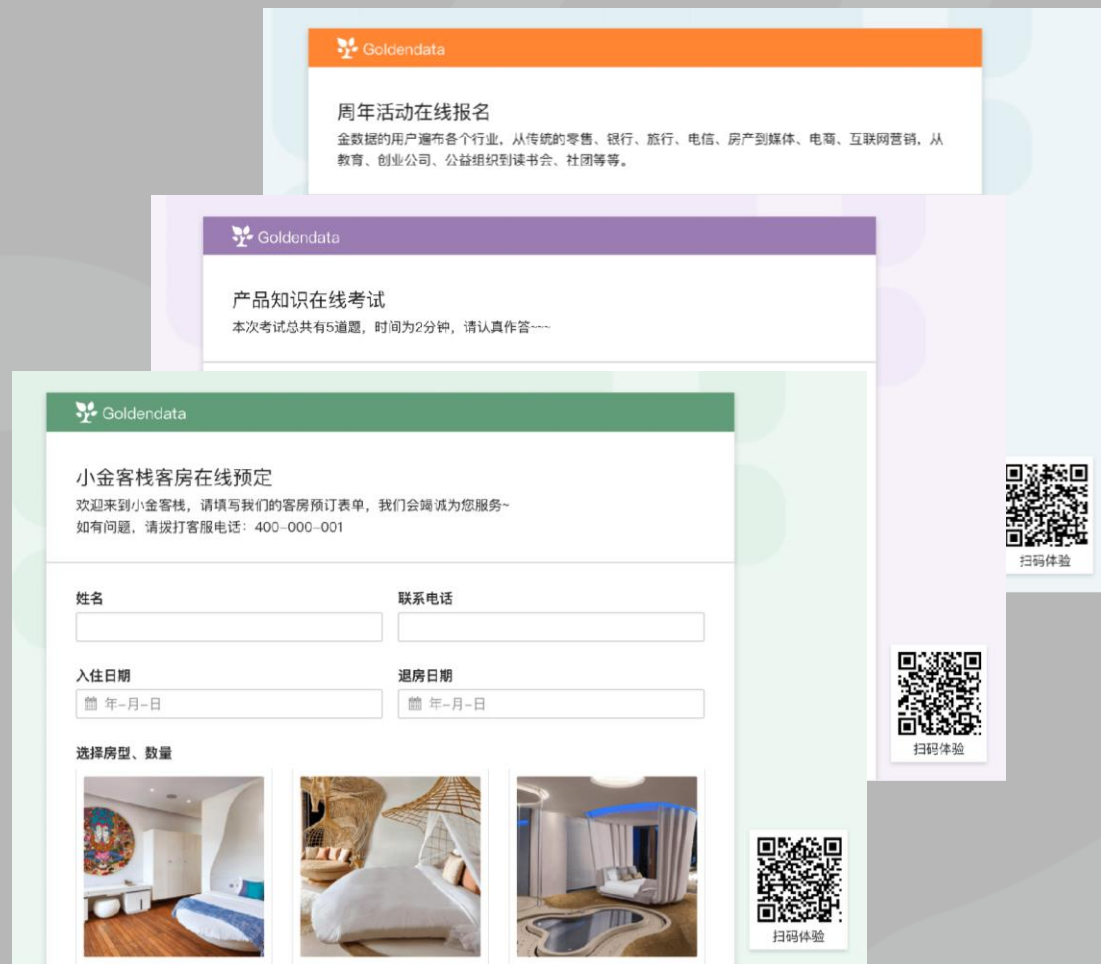 Goldendata
周年活动在线报名
金数据的用户遍布各个行业，从传统的零售、银行、旅行、电信、房产到媒体、电商、互联网营销，从
教育、创业公司、公益组织到读书会、社团等等。
扫码体验
Goldendata
产品知识在线考试
本次考试总共有5道题，时间为2分钟，请认真作答~~~
扫码体验
Goldendata
小金客栈客房在线预定
欢迎来到小金客栈，请填写我们的客房预订表单，我们会竭诚为您服务~
如有问题，请拨打客服电话：400-000-001
姓名
联系电话
入住日期
退房日期
年-月-日
年-月-日
选择房型、数量
扫码体验